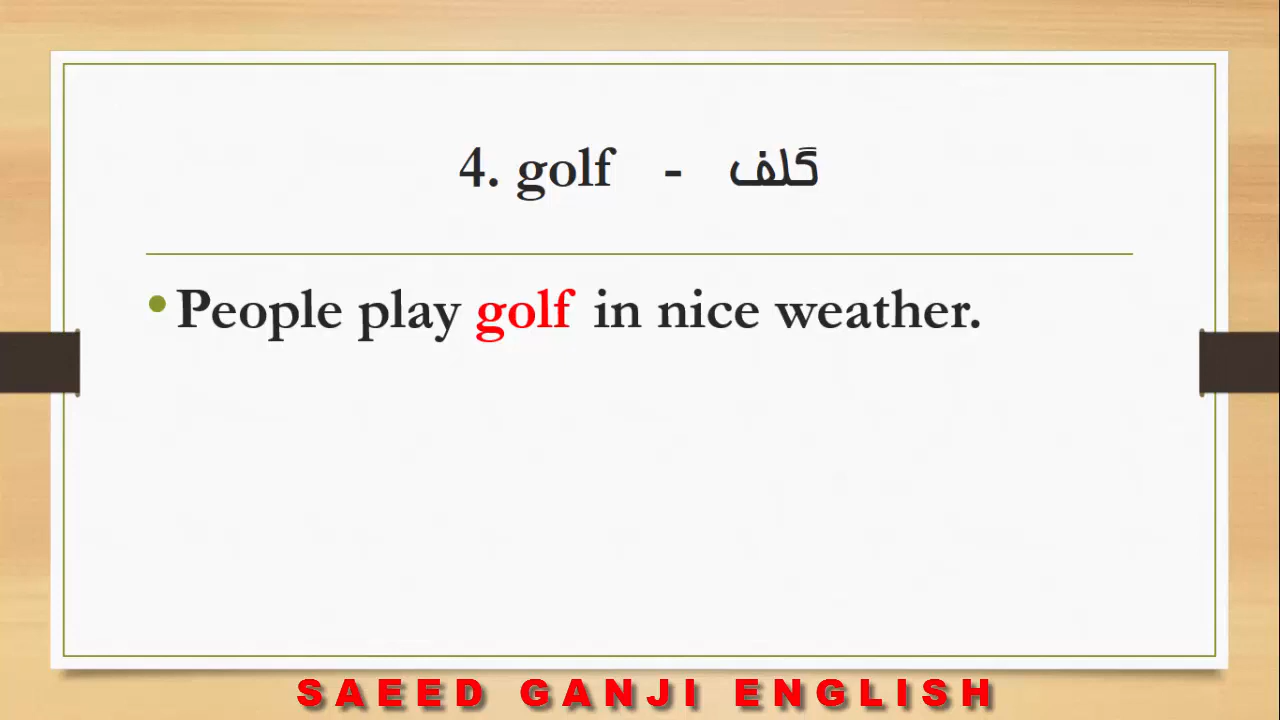 4. golf - گلف
• People play golf in nice weather.
SAEED GANJI ENGLISH